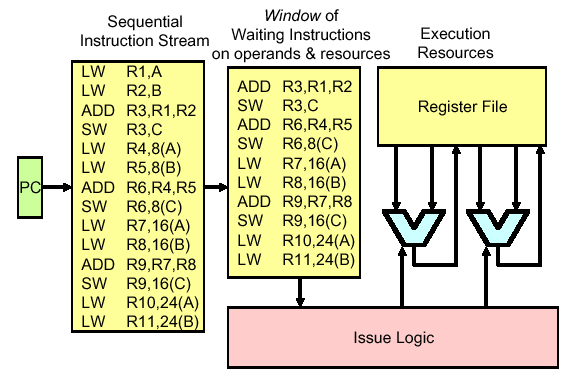 Sequential
Instruction Stream
Window of
Waiting Instructions
on operands & resources
Execution
Resources
PC
LW R1,A
LW R2,B
ADD R3,R1,R2
SW R3,C
LW R4,8(A)
LW R5,8(B)
ADD R6,R4,R5
SW R6,8(C)
LW R7,16(A)
LW R8,16(B)
ADD R9,R7,R8
SW R9,16(C)
LW R10,24(A)
LW R11,24(B)
ADD R3,R1,R2
SW R3,C
ADD R6,R4,R5
SW R6,8(C)
LW R7,16(A)
LW R8,16(B)
ADD R9,R7,R8
SW R9,16(C)
LW R10,24(A)
LW R11,24(B)
Register File
Issue Logic